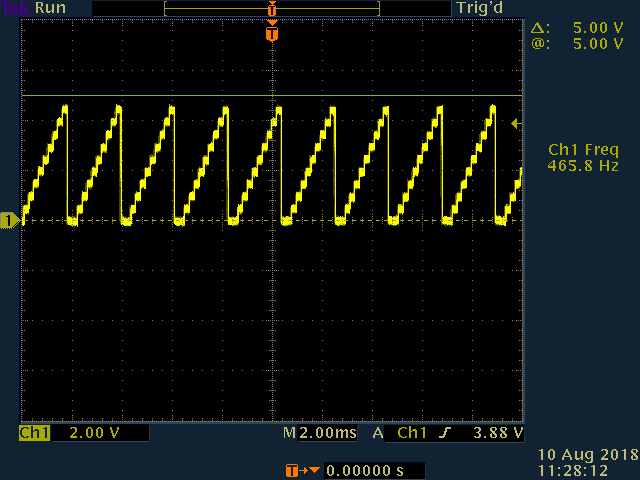 Tek Run Trig'd
T
T
Δ: 5.00 V
@: 5.00 V
Ch1 Freq
465.8 Hz
1
Ch1 2.00 V M 2.00ms A Ch1 3.88 V
T 0.00000 s
10 Aug 2018
11:28:12